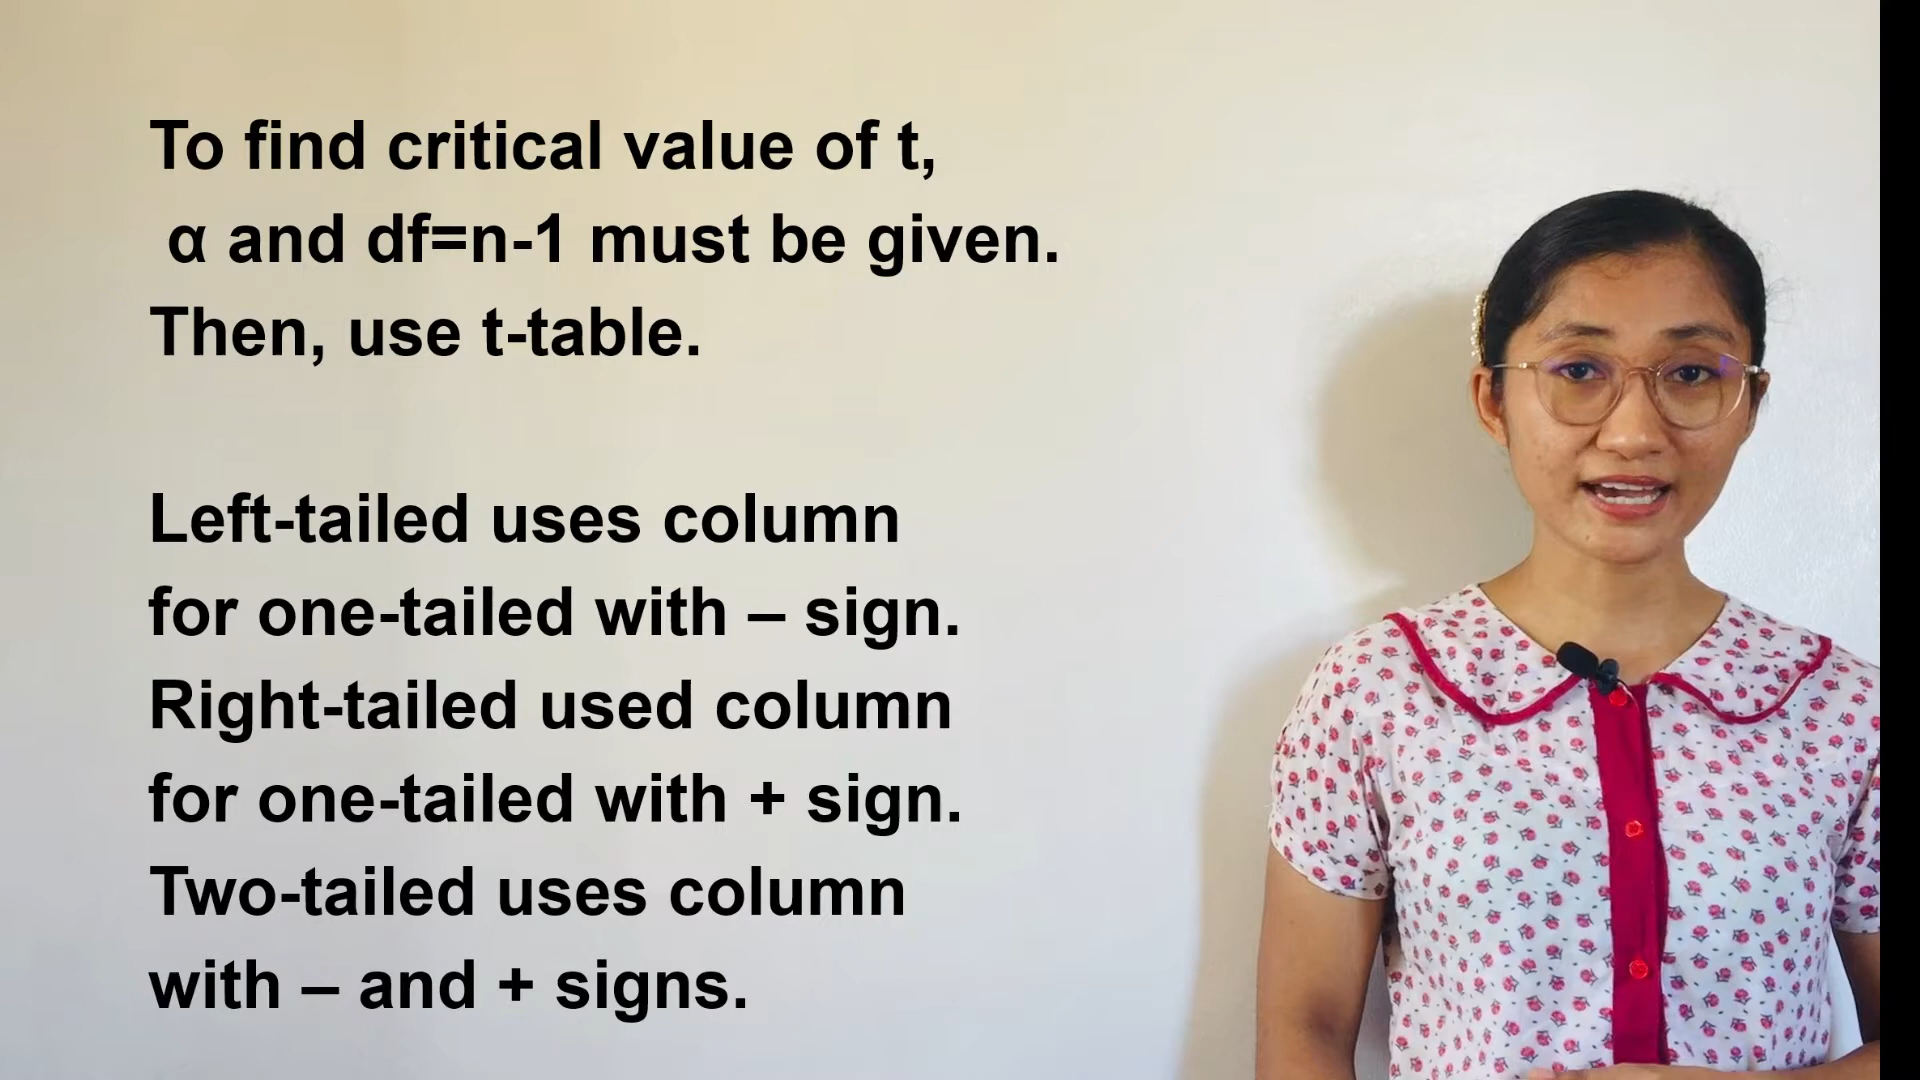 To find critical value of t,
α and df=n-1 must be given.
Then, use t-table.
Left-tailed uses column
for one-tailed with – sign.
Right-tailed used column
for one-tailed with + sign.
Two-tailed uses column
with – and + signs.